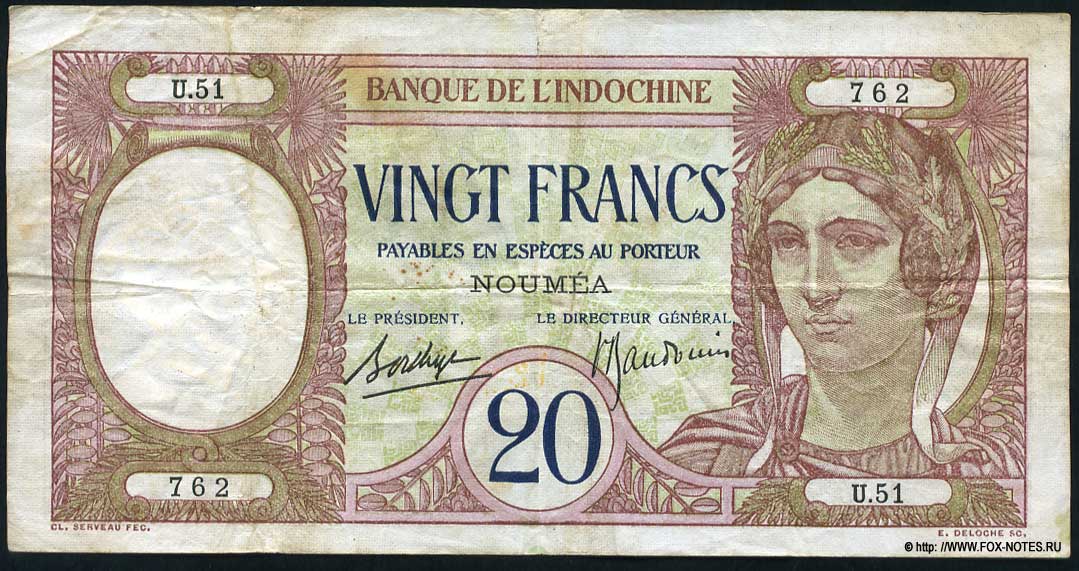 U.51
BANQUE DE L'INDOCHINE
762
VINGT FRANCS
PAYABLES EN ESPÈCES AU PORTEUR
NOUMÉA
LE PRÉSIDENT,
LE DIRECTEUR GÉNÉRAL,
20
762
U.51
CL. SERVEAU FEC.
E. DELOCHE SC.
© http: //WWW.FOX-NOTES.RU